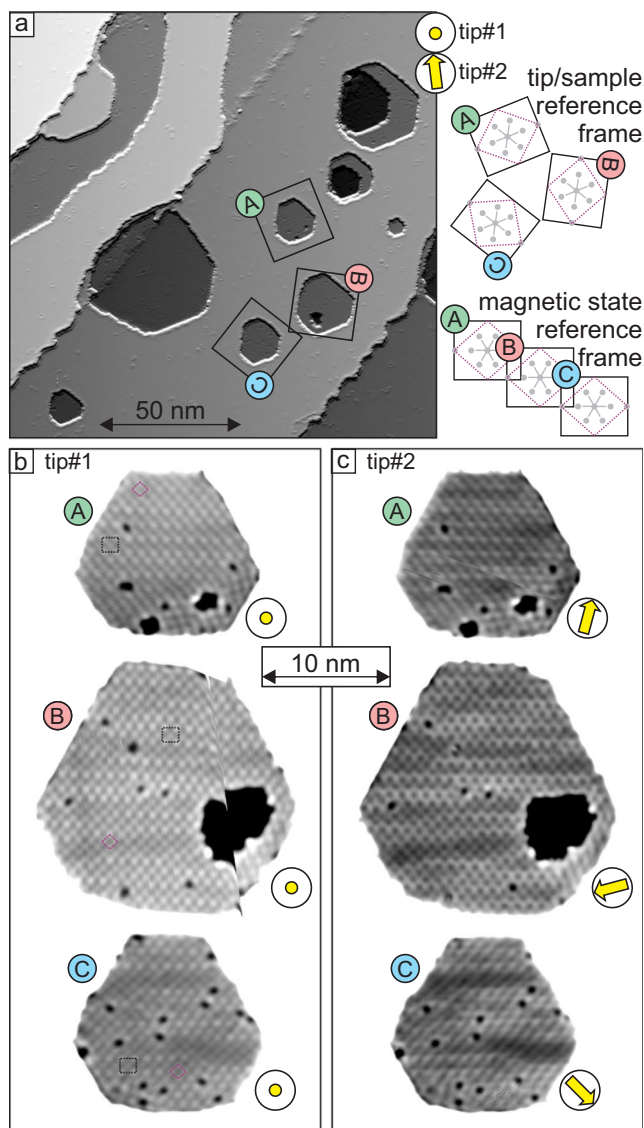 a
tip#1
tip#2
tip/sample
reference
frame
A
B
C
A
B
C
50 nm
magnetic state
reference
frame
A
B
C
b tip#1
c tip#2
A
A
10 nm
B
B
C
C